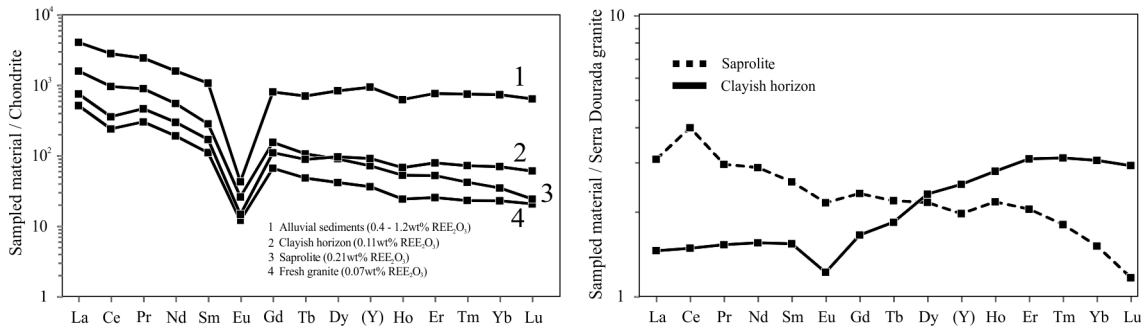 Sampled material / Chondrite
10⁴
10³
10²
10
1
La Ce Pr Nd Sm Eu Gd Tb Dy (Y) Ho Er Tm Yb Lu
1
2
3
4
1 Alluvial sediments (0.4 - 1.2wt% REE₂O₃)
2 Clayish horizon (0.11wt% REE₂O₃)
3 Saprolite (0.21wt% REE₂O₃)
4 Fresh granite (0.07wt% REE₂O₃)
Sampled material / Serra Dourada granite
10
1
Saprolite
Clayish horizon
La Ce Pr Nd Sm Eu Gd Tb Dy (Y) Ho Er Tm Yb Lu